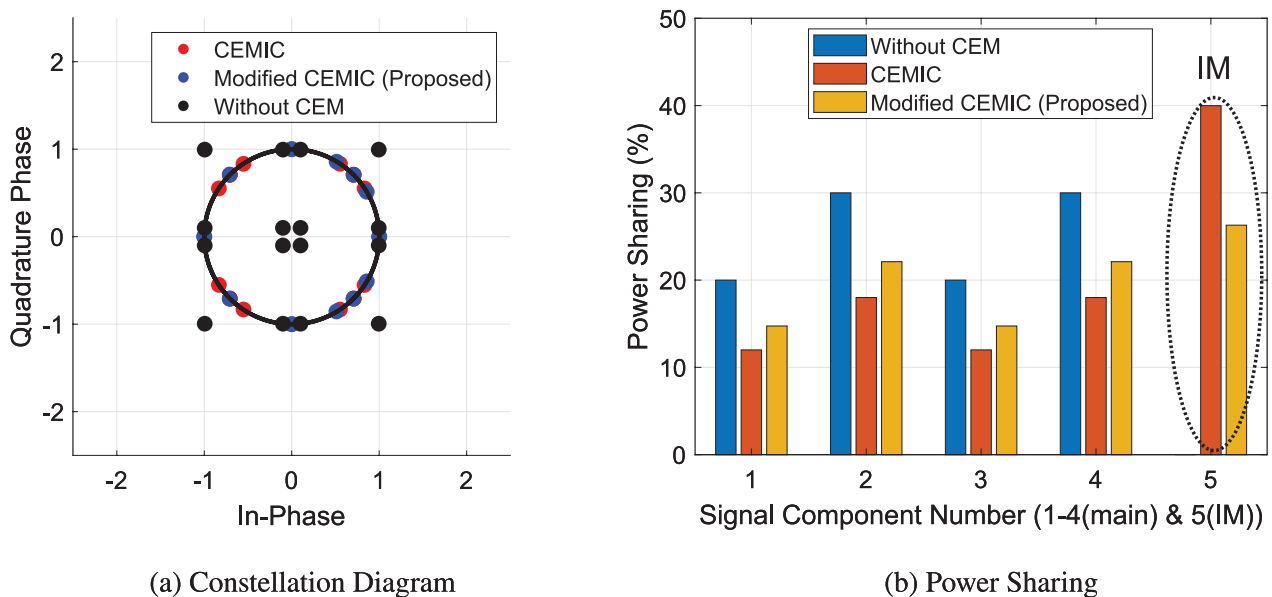 2
1
0
-1
-2
Quadrature Phase
CEMIC
Modified CEMIC (Proposed)
Without CEM
-2 -1 0 1 2
In-Phase
(a) Constellation Diagram
50
40
30
20
10
0
Power Sharing (%)
Without CEM
CEMIC
Modified CEMIC (Proposed)
IM
1 2 3 4 5
Signal Component Number (1-4(main) & 5(IM))
(b) Power Sharing